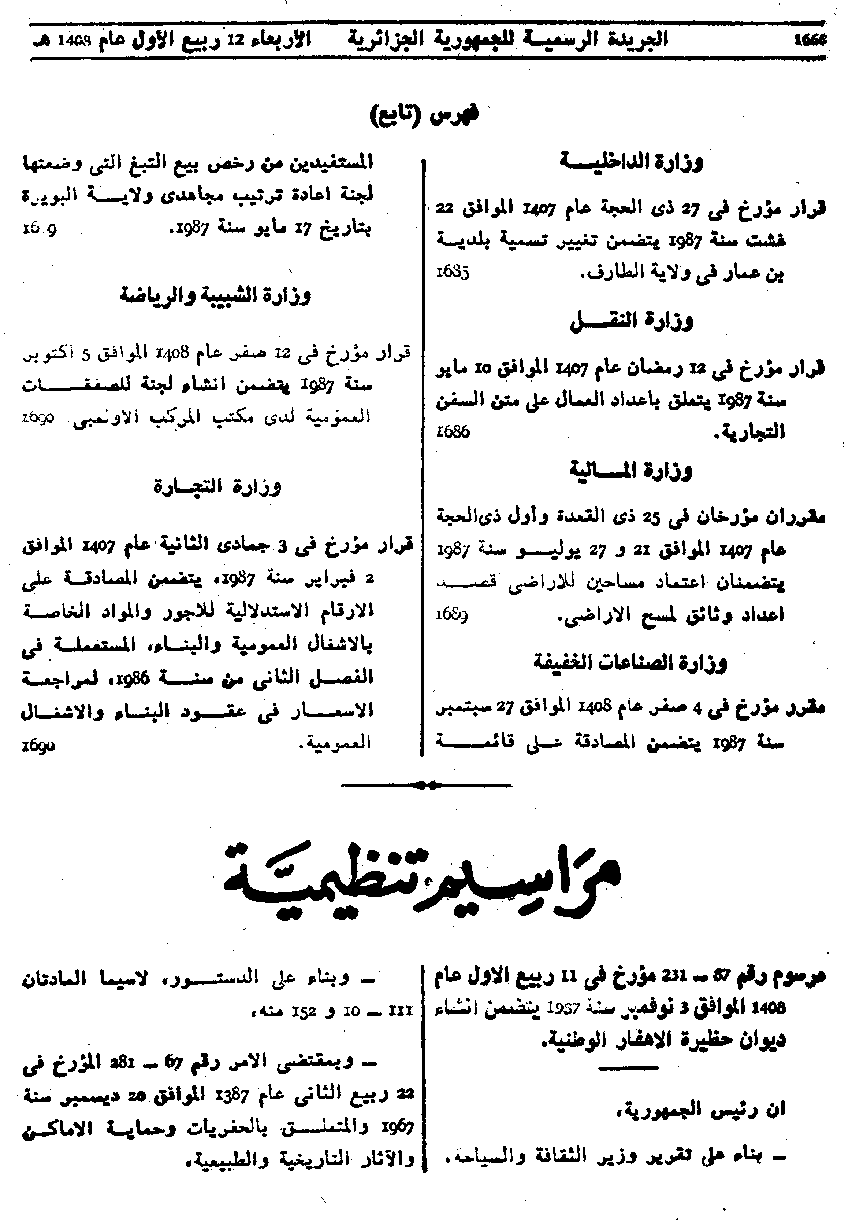 1666 الجريدة الرسمية للجمهورية الجزائرية الأربعاء 12 ربيع الأول عام 1408 هـ
فهرس (تابع)
وزارة الداخلية
قرار مؤرخ في 27 ذى الحجة عام 1407 الموافق 22
غشت سنة 1987 يتضمن تغيير تسمية بلدية
بن عمار في ولاية الطارف. 1685
وزارة النقل
قرار مؤرخ في 12 رمضان عام 1407 الموافق 10 مايو
سنة 1987 يتعلق باعداد العمال على متن السفن
التجارية. 1686
وزارة المالية
مقرران مؤرخان في 25 ذى القعدة وأول ذى الحجة
عام 1407 الموافق 21 و 27 يوليو سنة 1987
يتضمنان اعتماد مساحين للاراضى قصد
اعداد وثائق لمسح الاراضى. 1689
وزارة الصناعات الخفيفة
مقرر مؤرخ في 4 صفر عام 1408 الموافق 27 سبتمبر
سنة 1987 يتضمن المصادقة على قائمة
المستفيدين من رخص بيع التبغ التى وضعتها
لجنة اعادة ترتيب مجاهدى ولاية البويرة
بتاريخ 17 مايو سنة 1987.
وزارة الشبيبة والرياضة
قرار مؤرخ في 12 صفر عام 1408 الموافق 5 اكتوبر
سنة 1987 يتضمن انشاء لجنة للصفقات
العمومية لدى مكتب المركب الاولمبى. 1690
وزارة التجارة
قرار مؤرخ في 3 جمادى الثانية عام 1407 الموافق
2 فبراير سنة 1987، يتضمن المصادقة على
الارقام الاستدلالية للاجور والمواد الخاصة
بالاشغال العمومية والبناء، المستعملة في
الفصل الثانى من سنة 1986، لمراجعة
الاسعار في عقود البناء والاشغال
العمومية. 1690
مراسيم تنظيمية
مرسوم رقم 87 - 231 مؤرخ في 11 ربيع الاول عام
1408 الموافق 3 نوفمبر سنة 1987 يتضمن انشاء
ديوان حظيرة الاهقار الوطنية.
ان رئيس الجمهورية،
- بناء على تقرير وزير الثقافة والسياحة،
- وبناء على الدستور، لاسيما المادتان
111 - 10 و 152 منه،
- وبمقتضى الامر رقم 67 - 281 المؤرخ في
22 ربيع الثانى عام 1387 الموافق 20 ديسمبر سنة
1967 والمتعلق بالحفريات وحماية الاماكن
والآثار التاريخية والطبيعية،